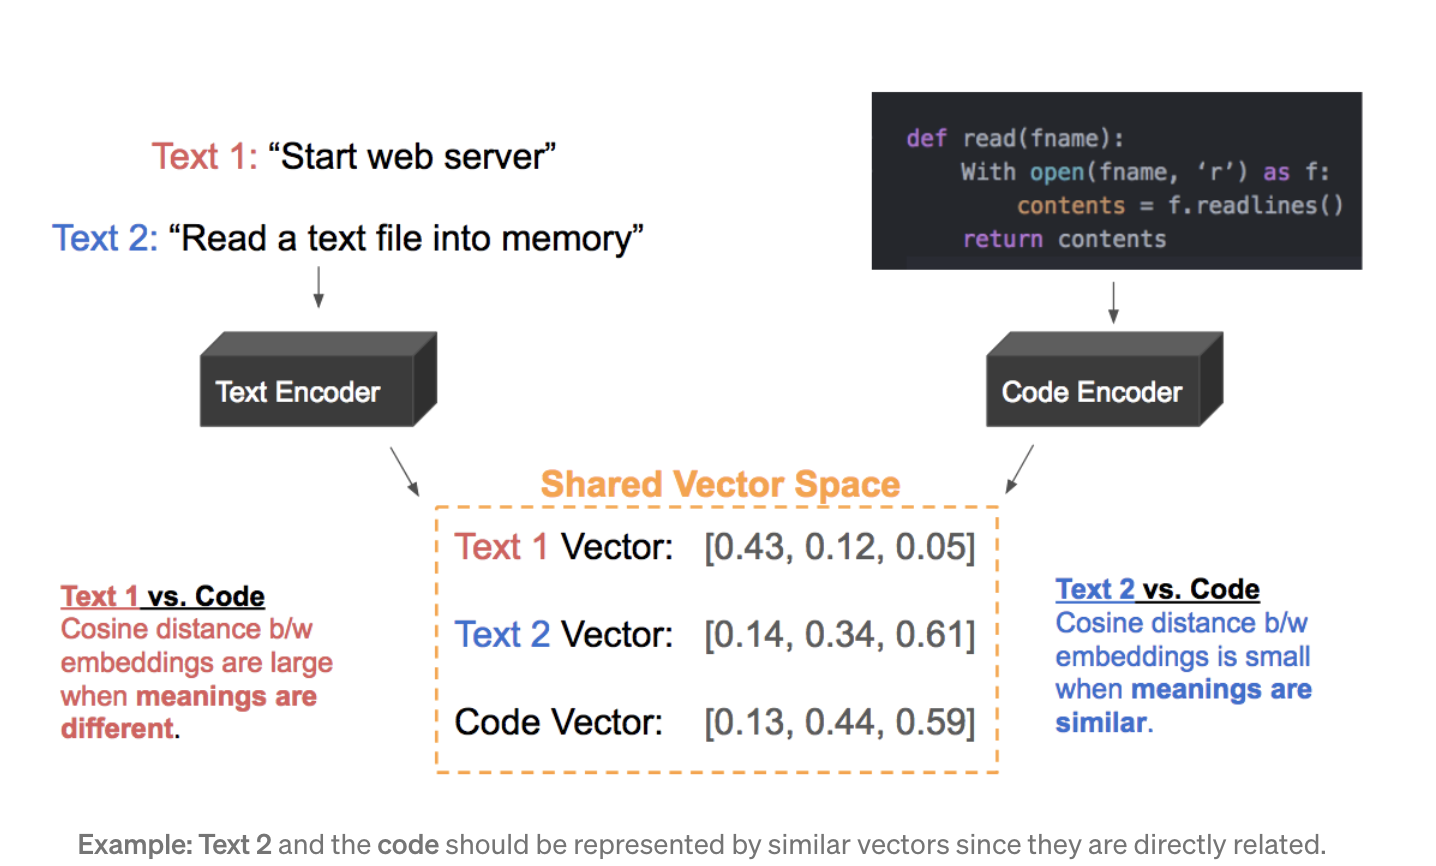 Text 1: “Start web server”
Text 2: “Read a text file into memory”
def read(fname):
With open(fname, ‘r’) as f:
contents = f.readlines()
return contents
Text Encoder
Code Encoder
Shared Vector Space
Text 1 Vector: [0.43, 0.12, 0.05]
Text 2 Vector: [0.14, 0.34, 0.61]
Code Vector: [0.13, 0.44, 0.59]
Text 1 vs. Code
Cosine distance b/w
embeddings are large
when meanings are
different.
Text 2 vs. Code
Cosine distance b/w
embeddings is small
when meanings are
similar.
Example: Text 2 and the code should be represented by similar vectors since they are directly related.